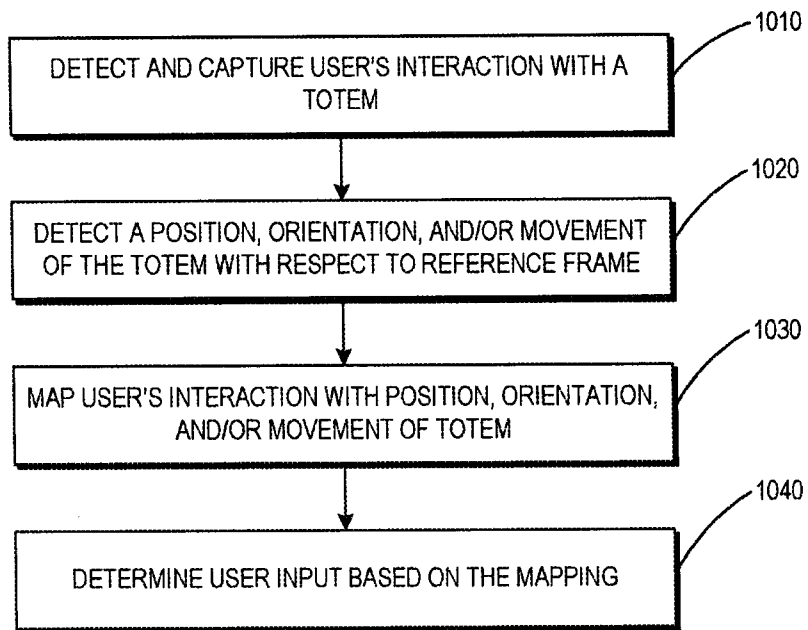 1010
DETECT AND CAPTURE USER'S INTERACTION WITH A
TOTEM
1020
DETECT A POSITION, ORIENTATION, AND/OR MOVEMENT
OF THE TOTEM WITH RESPECT TO REFERENCE FRAME
1030
MAP USER'S INTERACTION WITH POSITION, ORIENTATION,
AND/OR MOVEMENT OF TOTEM
1040
DETERMINE USER INPUT BASED ON THE MAPPING